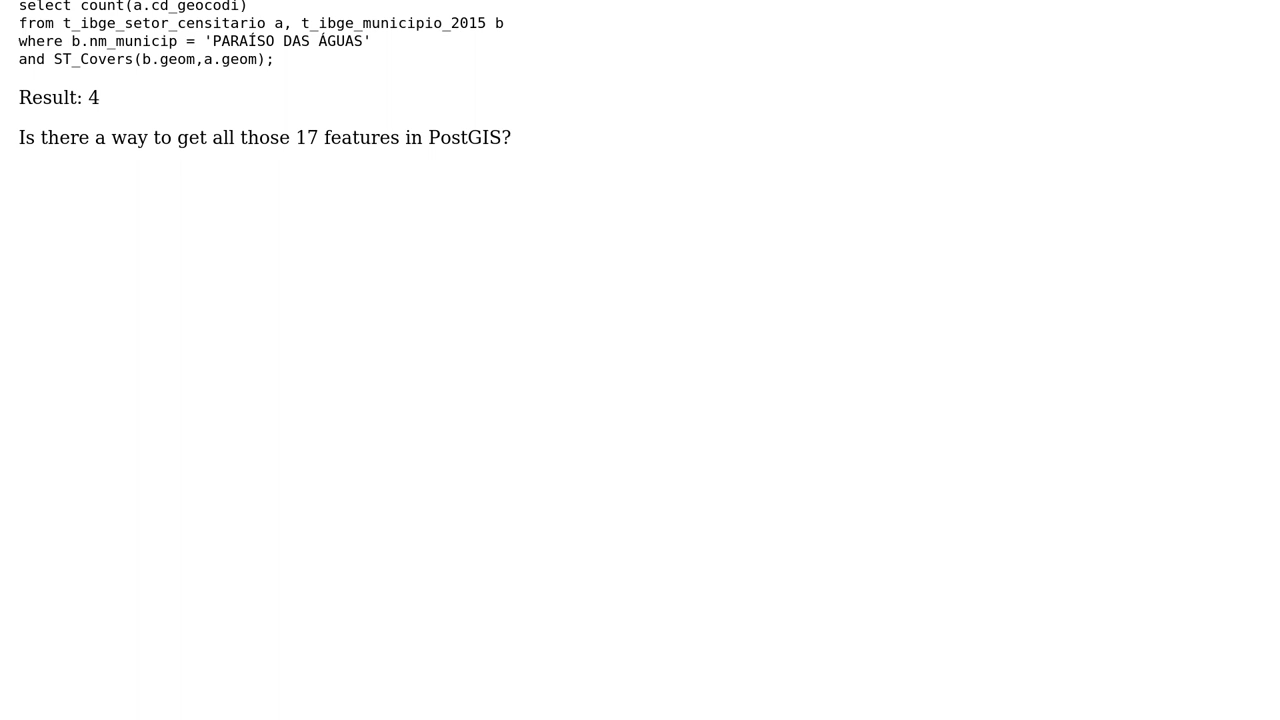 select count(a.cd_geocodi)
from t_ibge_setor_censitario a, t_ibge_municipio_2015 b
where b.nm_municip = 'PARAÍSO DAS ÁGUAS'
and ST_Covers(b.geom,a.geom);
Result: 4
Is there a way to get all those 17 features in PostGIS?